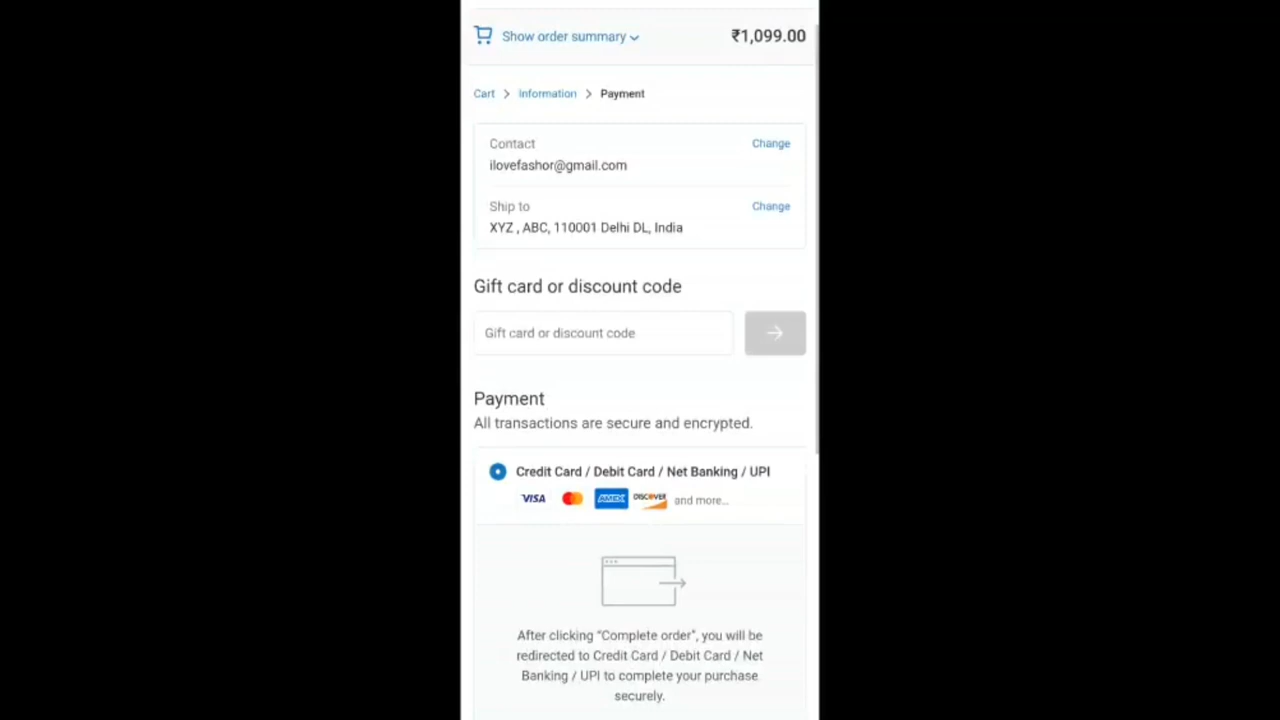 Show order summary ₹1,099.00
Cart > Information > Payment
Contact Change
ilovefashor@gmail.com
Ship to Change
XYZ , ABC, 110001 Delhi DL, India
Gift card or discount code
Gift card or discount code
Payment
All transactions are secure and encrypted.
Credit Card / Debit Card / Net Banking / UPI
VISA AMEX DISCOVER and more...
After clicking "Complete order", you will be
redirected to Credit Card / Debit Card / Net
Banking / UPI to complete your purchase
securely.